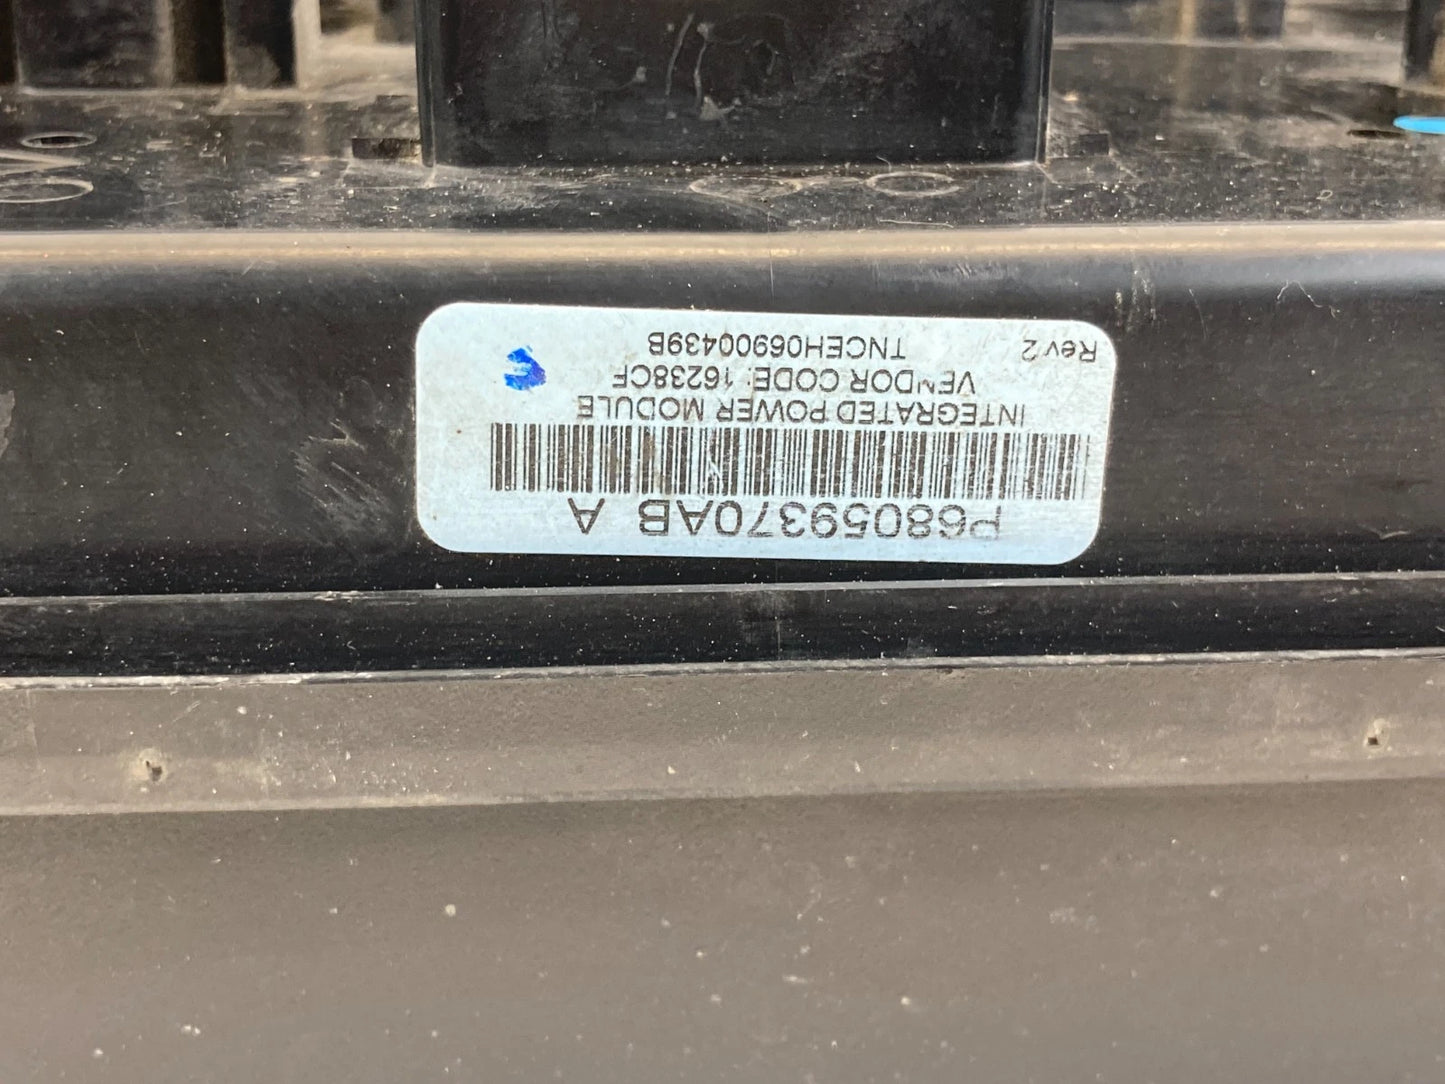 P68059370AB A
INTEGRATED POWER MODULE
VENDOR CODE: 16238CF
Rev 2 TNCEH06900439B